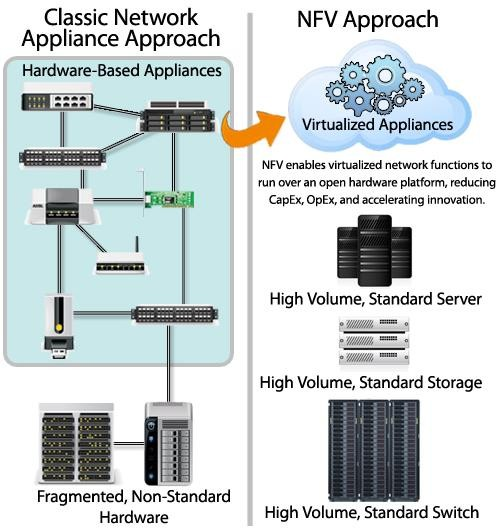 Classic Network
Appliance Approach
Hardware-Based Appliances
Fragmented, Non-Standard
Hardware
NFV Approach
Virtualized Appliances
NFV enables virtualized network functions to
run over an open hardware platform, reducing
CapEx, OpEx, and accelerating innovation.
High Volume, Standard Server
High Volume, Standard Storage
High Volume, Standard Switch